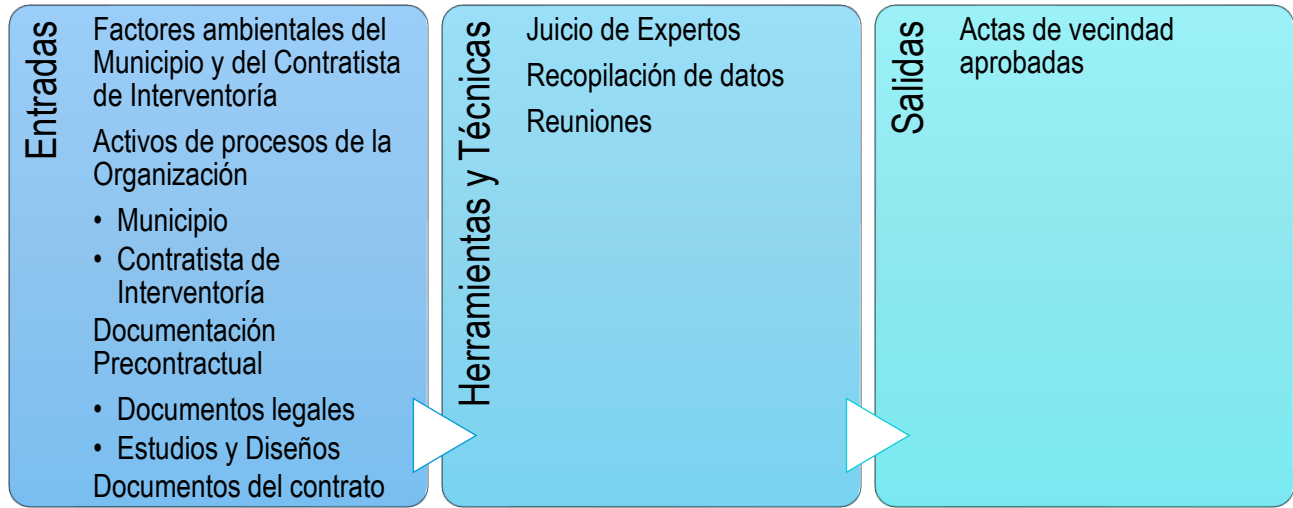 Entradas
Factores ambientales del
Municipio y del Contratista
de Interventoría
Activos de procesos de la
Organización
• Municipio
• Contratista de
Interventoría
Documentación
Precontractual
• Documentos legales
• Estudios y Diseños
Documentos del contrato
Herramientas y Técnicas
Juicio de Expertos
Recopilación de datos
Reuniones
Salidas
Actas de vecindad
aprobadas